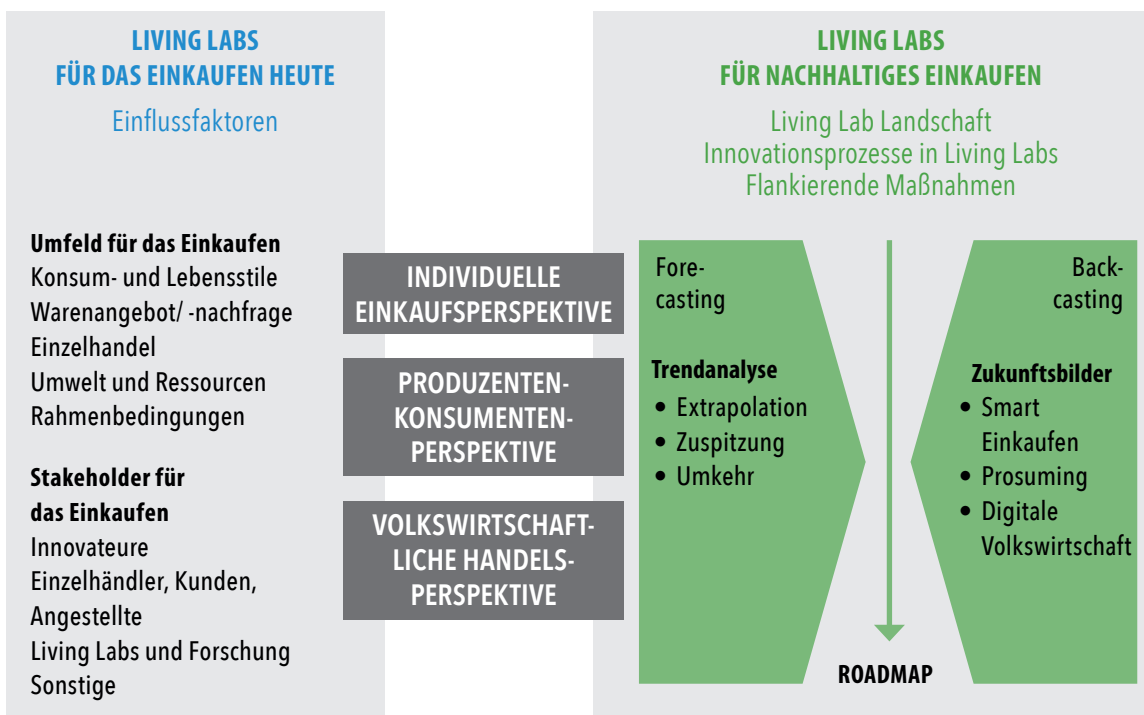 LIVING LABS
FÜR DAS EINKAUFEN HEUTE
Einflussfaktoren
Umfeld für das Einkaufen
Konsum- und Lebensstile
Warenangebot/ -nachfrage
Einzelhandel
Umwelt und Ressourcen
Rahmenbedingungen
Stakeholder für
das Einkaufen
Innovateure
Einzelhändler, Kunden,
Angestellte
Living Labs und Forschung
Sonstige
INDIVIDUELLE
EINKAUFSPERSPEKTIVE
PRODUZENTEN-
KONSUMENTEN-
PERSPEKTIVE
VOLKSWIRTSCHAFT-
LICHE HANDELS-
PERSPEKTIVE
LIVING LABS
FÜR NACHHALTIGES EINKAUFEN
Living Lab Landschaft
Innovationsprozesse in Living Labs
Flankierende Maßnahmen
Fore-
casting
Trendanalyse
• Extrapolation
• Zuspitzung
• Umkehr
Back-
casting
Zukunftsbilder
• Smart
Einkaufen
• Prosuming
• Digitale
Volkswirtschaft
ROADMAP